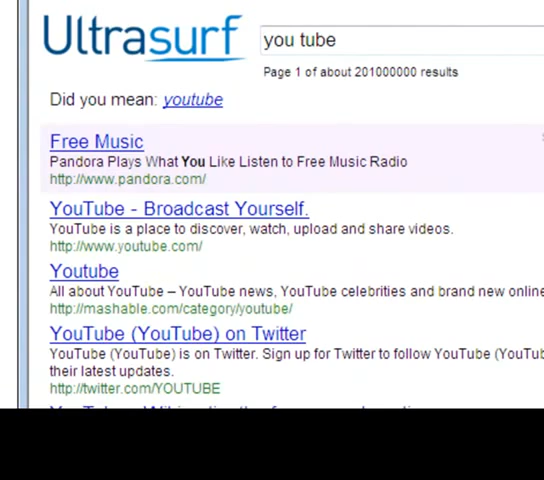 Ultrasurf
you tube
Page 1 of about 201000000 results
Did you mean: youtube
Free Music
Pandora Plays What You Like Listen to Free Music Radio
http://www.pandora.com/
YouTube - Broadcast Yourself.
YouTube is a place to discover, watch, upload and share videos.
http://www.youtube.com/
Youtube
All about YouTube – YouTube news, YouTube celebrities and brand new online
http://mashable.com/category/youtube/
YouTube (YouTube) on Twitter
YouTube (YouTube) is on Twitter. Sign up for Twitter to follow YouTube (YouTub
their latest updates.
http://twitter.com/YOUTUBE